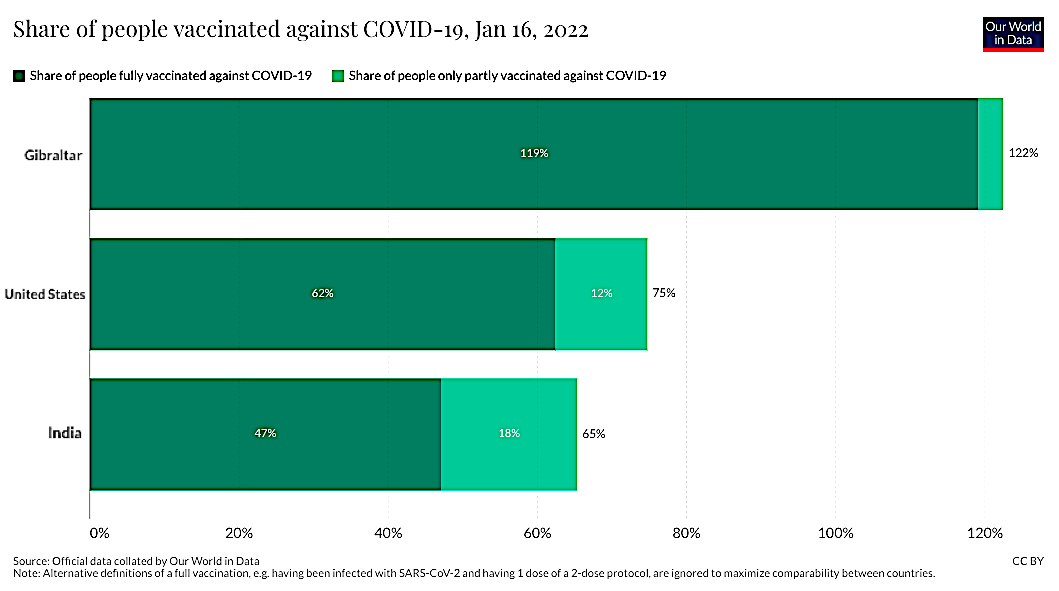 Share of people vaccinated against COVID-19, Jan 16, 2022
Our World
in Data
Share of people fully vaccinated against COVID-19
Share of people only partly vaccinated against COVID-19
Gibraltar
119%
122%
United States
62%
12%
75%
India
47%
18%
65%
0%
20%
40%
60%
80%
100%
120%
Source: Official data collated by Our World in Data
CC BY
Note: Alternative definitions of a full vaccination, e.g. having been infected with SARS-CoV-2 and having 1 dose of a 2-dose protocol, are ignored to maximize comparability between countries.